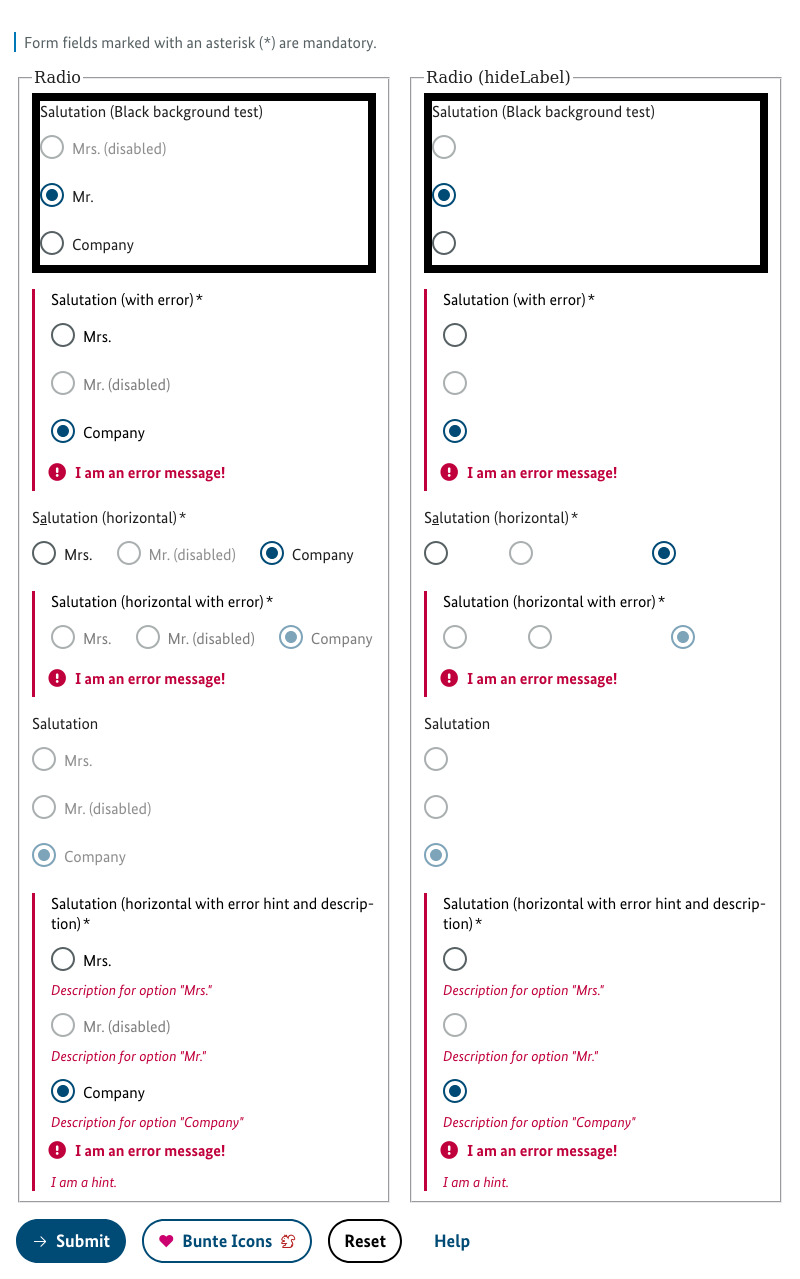 Form fields marked with an asterisk (*) are mandatory.
Radio
Salutation (Black background test)
Mrs. (disabled)
Mr.
Company
Salutation (with error)*
Mrs.
Mr. (disabled)
Company
I am an error message!
Salutation (horizontal)*
Mrs. Mr. (disabled) Company
Salutation (horizontal with error)*
Mrs. Mr. (disabled) Company
I am an error message!
Salutation
Mrs.
Mr. (disabled)
Company
Salutation (horizontal with error hint and descrip-
tion)*
Mrs.
Description for option "Mrs."
Mr. (disabled)
Description for option "Mr."
Company
Description for option "Company"
I am an error message!
I am a hint.
Radio (hideLabel)
Salutation (Black background test)
Salutation (with error)*
I am an error message!
Salutation (horizontal)*
Salutation (horizontal with error)*
I am an error message!
Salutation
Salutation (horizontal with error hint and descrip-
tion)*
Description for option "Mrs."
Description for option "Mr."
Description for option "Company"
I am an error message!
I am a hint.
Submit Bunte Icons Reset Help